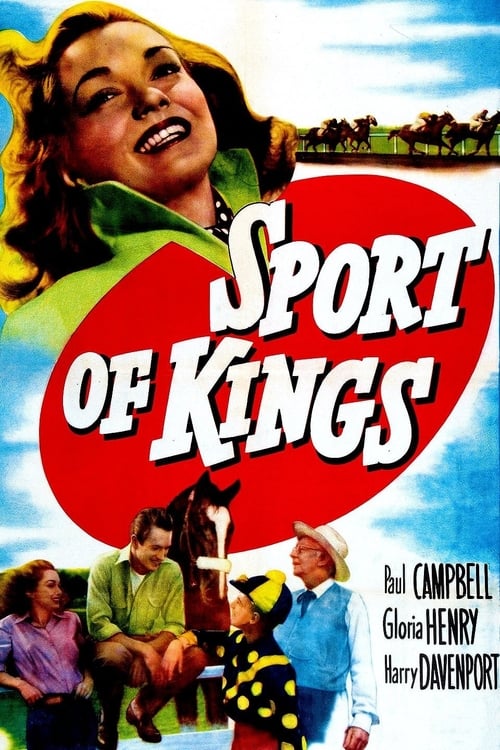 SPORT
OF KINGS
Paul CAMPBELL
Gloria HENRY
Harry DAVENPORT